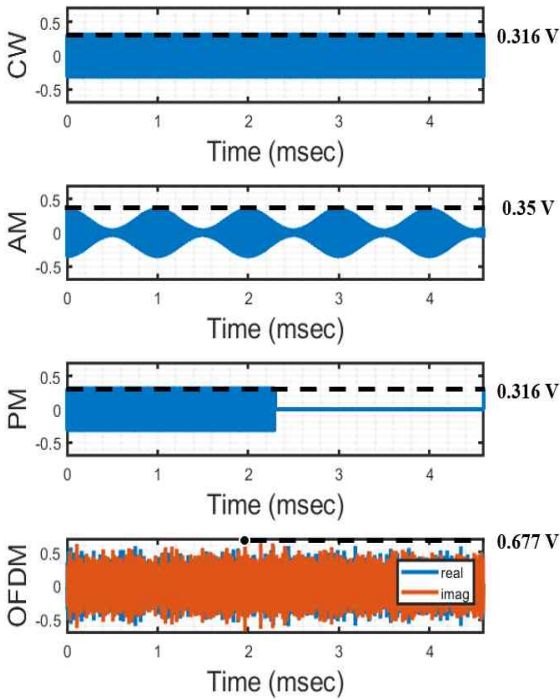 CW
0.5
0
-0.5
0.316 V
0 1 2 3 4
Time (msec)
AM
0.5
0
-0.5
0.35 V
0 1 2 3 4
Time (msec)
PM
0.5
0
-0.5
0.316 V
0 1 2 3 4
Time (msec)
OFDM
0.5
0
-0.5
0.677 V
real
imag
0 1 2 3 4
Time (msec)